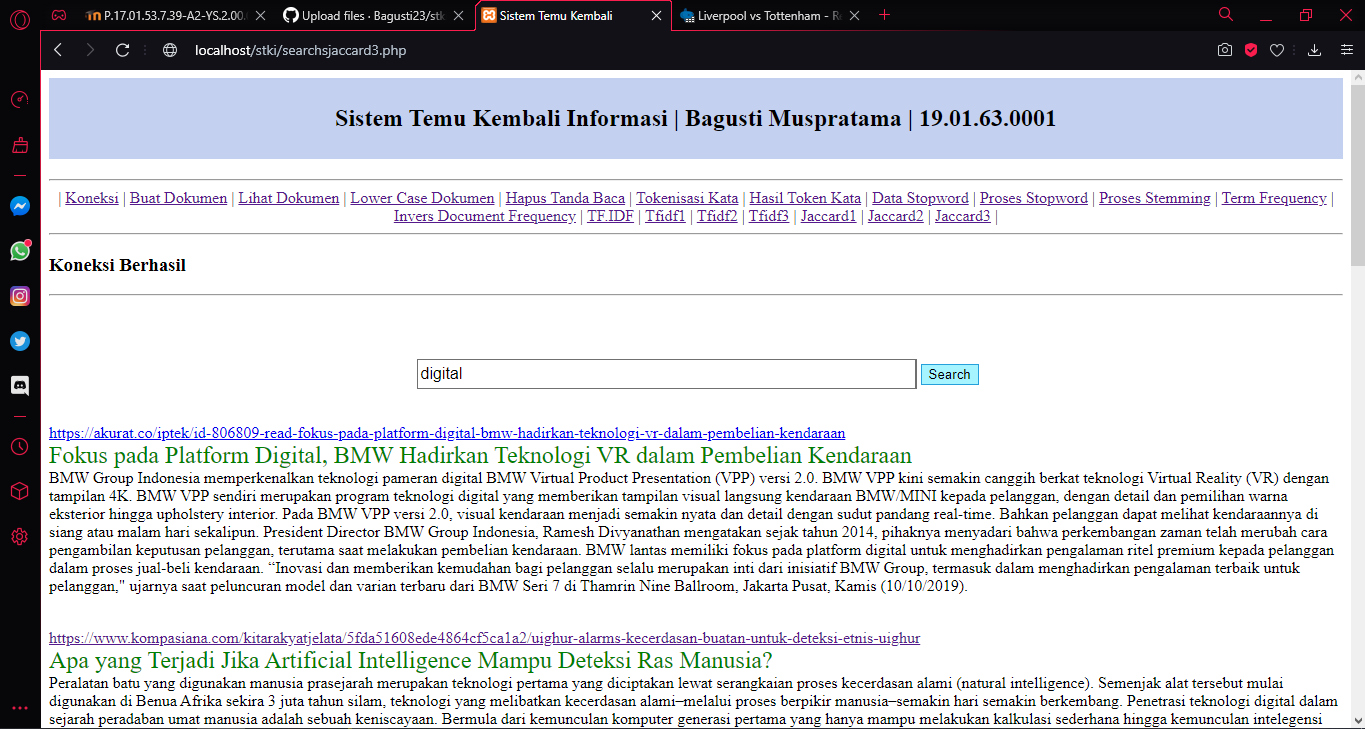 P.17.01.53.7.39-A2-YS.2.00.
Upload files · Bagusti23/stk
Sistem Temu Kembali
Liverpool vs Tottenham - R
localhost/stki/searchsjaccard3.php
Sistem Temu Kembali Informasi | Bagusti Muspratama | 19.01.63.0001
| Koneksi | Buat Dokumen | Lihat Dokumen | Lower Case Dokumen | Hapus Tanda Baca | Tokenisasi Kata | Hasil Token Kata | Data Stopword | Proses Stopword | Proses Stemming | Term Frequency |
Invers Document Frequency | TF.IDF | Tfidf1 | Tfidf2 | Tfidf3 | Jaccard1 | Jaccard2 | Jaccard3 |
Koneksi Berhasil
digital
Search
https://akurat.co/iptek/id-806809-read-fokus-pada-platform-digital-bmw-hadirkan-teknologi-vr-dalam-pembelian-kendaraan
Fokus pada Platform Digital, BMW Hadirkan Teknologi VR dalam Pembelian Kendaraan
BMW Group Indonesia memperkenalkan teknologi pameran digital BMW Virtual Product Presentation (VPP) versi 2.0. BMW VPP kini semakin canggih berkat teknologi Virtual Reality (VR) dengan
tampilan 4K. BMW VPP sendiri merupakan program teknologi digital yang memberikan tampilan visual langsung kendaraan BMW/MINI kepada pelanggan, dengan detail dan pemilihan warna
eksterior hingga upholstery interior. Pada BMW VPP versi 2.0, visual kendaraan menjadi semakin nyata dan detail dengan sudut pandang real-time. Bahkan pelanggan dapat melihat kendaraannya di
siang atau malam hari sekalipun. President Director BMW Group Indonesia, Ramesh Divyanathan mengatakan sejak tahun 2014, pihaknya menyadari bahwa perkembangan zaman telah merubah cara
pengambilan keputusan pelanggan, terutama saat melakukan pembelian kendaraan. BMW lantas memiliki fokus pada platform digital untuk menghadirkan pengalaman ritel premium kepada pelanggan
dalam proses jual-beli kendaraan. “Inovasi dan memberikan kemudahan bagi pelanggan selalu merupakan inti dari inisiatif BMW Group, termasuk dalam menghadirkan pengalaman terbaik untuk
pelanggan," ujarnya saat peluncuran model dan varian terbaru dari BMW Seri 7 di Thamrin Nine Ballroom, Jakarta Pusat, Kamis (10/10/2019).
https://www.kompasiana.com/kitarakyatjelata/5fda51608ede4864cf5ca1a2/uighur-alarms-kecerdasan-buatan-untuk-deteksi-etnis-uighur
Apa yang Terjadi Jika Artificial Intelligence Mampu Deteksi Ras Manusia?
Peralatan batu yang digunakan manusia prasejarah merupakan teknologi pertama yang diciptakan lewat serangkaian proses kecerdasan alami (natural intelligence). Semenjak alat tersebut mulai
digunakan di Benua Afrika sekira 3 juta tahun silam, teknologi yang melibatkan kecerdasan alami–melalui proses berpikir manusia–semakin hari semakin berkembang. Penetrasi teknologi digital dalam
sejarah peradaban umat manusia adalah sebuah keniscayaan. Bermula dari kemunculan komputer generasi pertama yang hanya mampu melakukan kalkulasi sederhana hingga kemunculan intelegensi